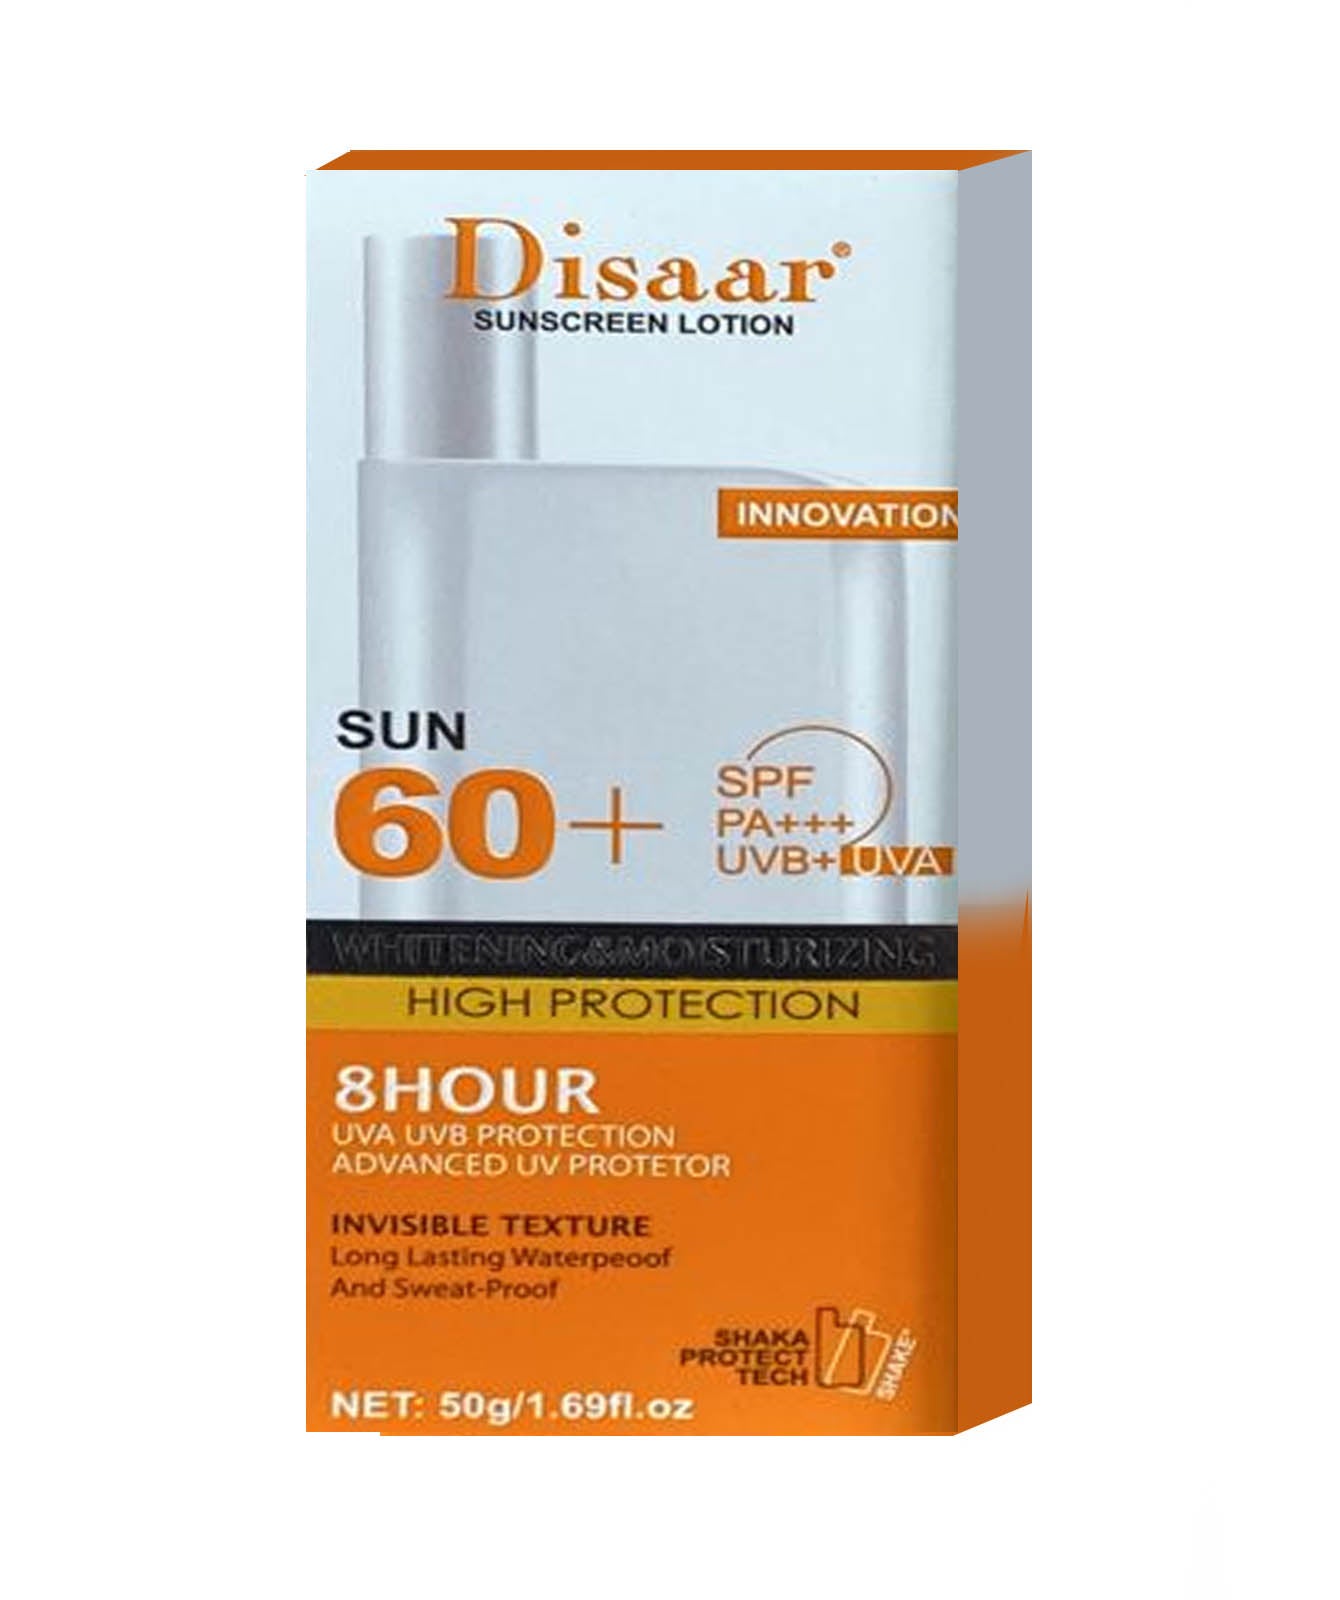 Disaar®
SUNSCREEN LOTION
INNOVATION
SUN
60+
SPF
PA+++
UVB+UVA
WHITENING&MOISTURIZING
HIGH PROTECTION
8HOUR
UVA UVB PROTECTION
ADVANCED UV PROTETOR
INVISIBLE TEXTURE
Long Lasting Waterpeoof
And Sweat-Proof
SHAKA
PROTECT
TECH
SHAKE®
NET: 50g/1.69fl.oz